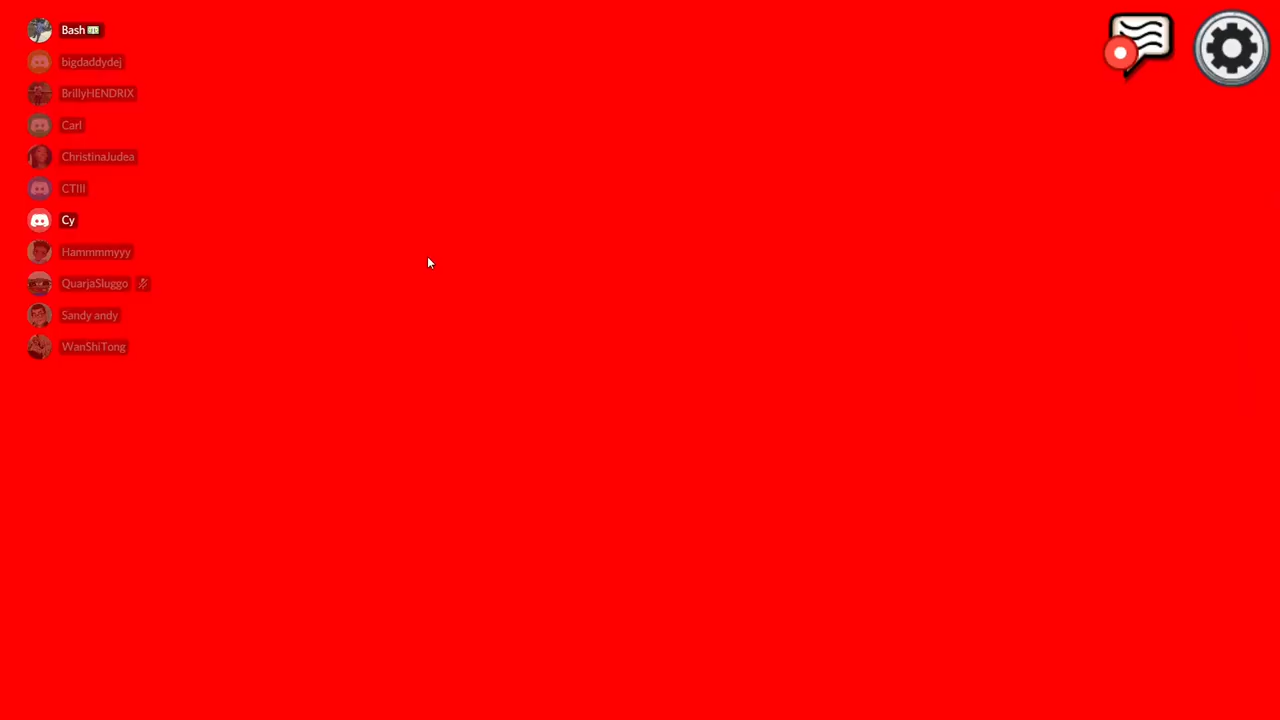 Bash
bigdaddydej
BrillyHENDRIX
Carl
ChristinaJudea
CTIII
Cy
Hammmmyyy
QuarjaSluggo
Sandy andy
WanShiTong